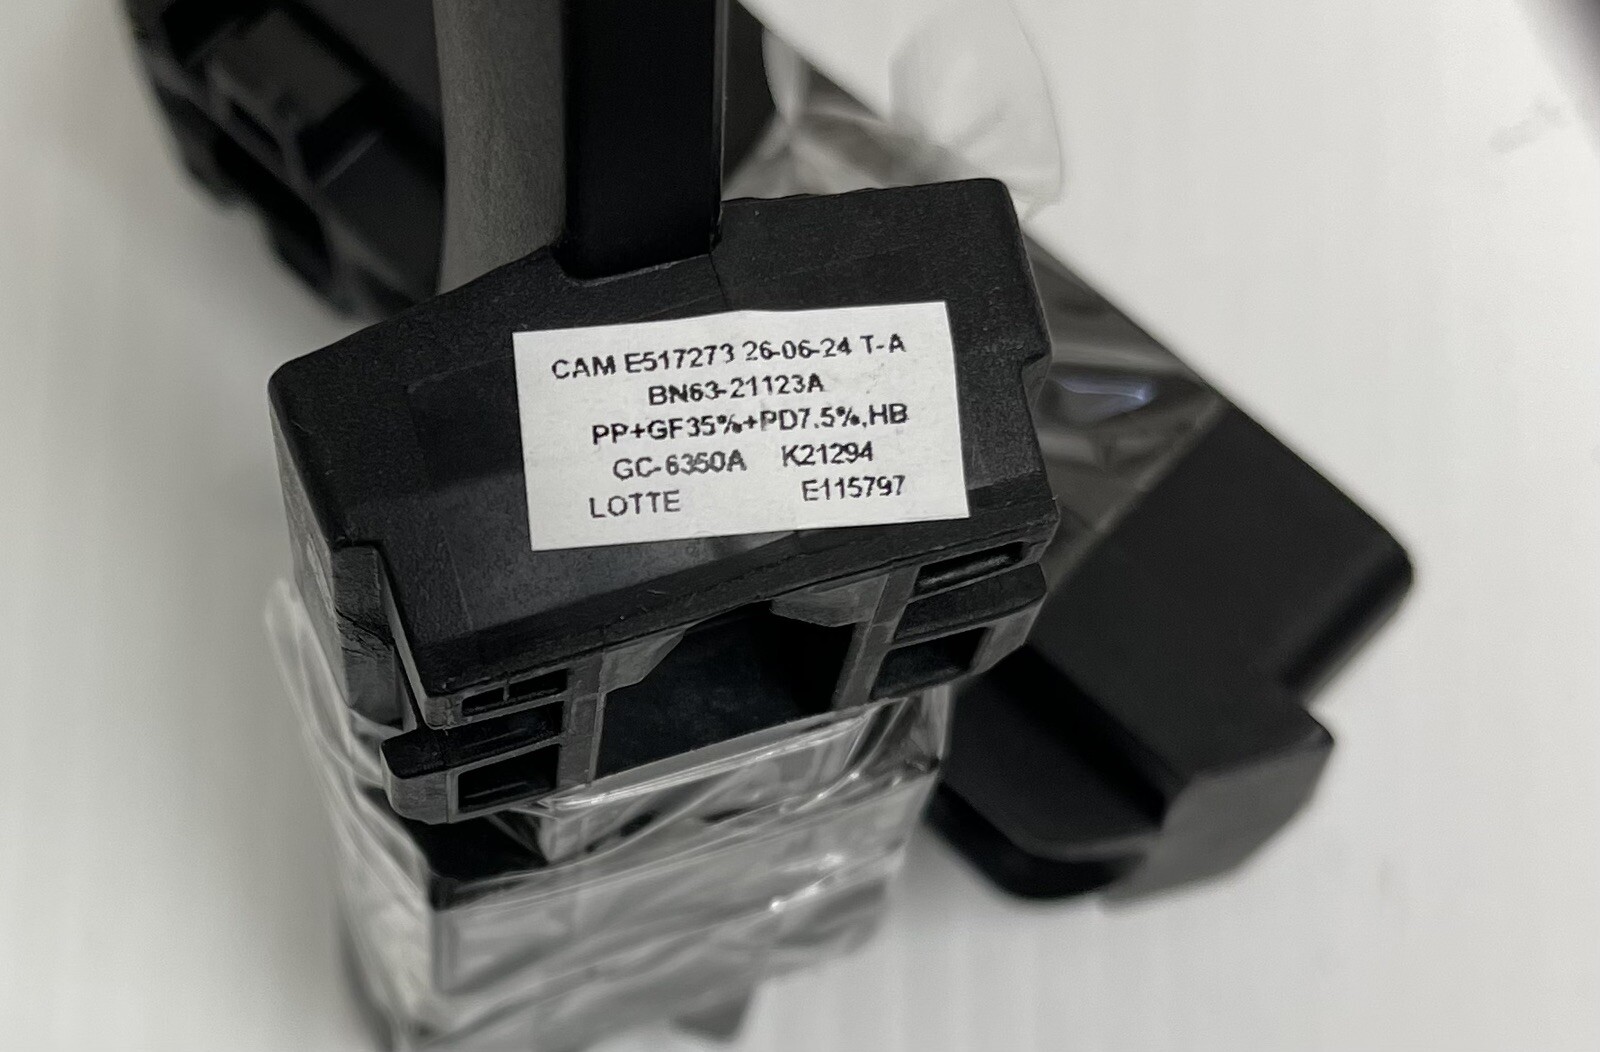 CAM E517273 26-06-24 T-A
BN63-21123A
PP+GF35%+PD7.5%,HB
GC-6350A K21294
LOTTE E115797